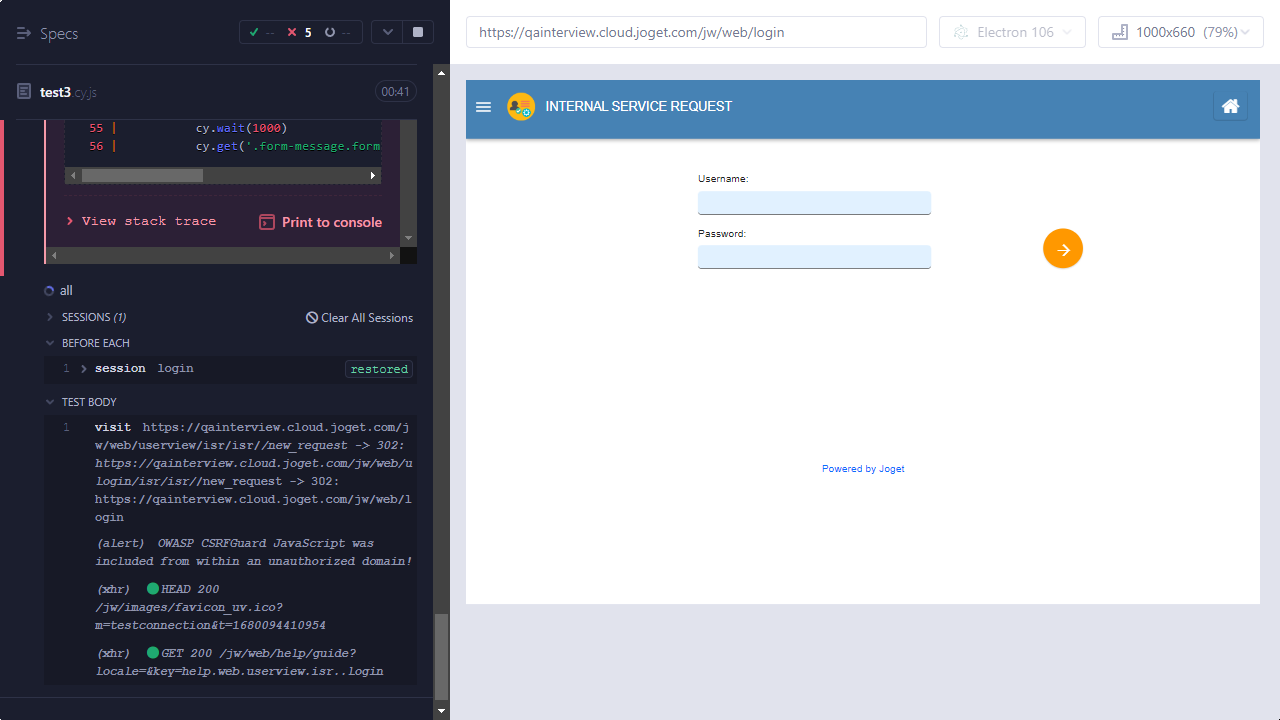 Specs
-- 5 --
test3.cy.js
00:41
55 | cy.wait(1000)
56 | cy.get('.form-message.form
View stack trace
Print to console
all
SESSIONS (1)
Clear All Sessions
BEFORE EACH
1 session login restored
TEST BODY
1 visit https://qainterview.cloud.joget.com/j
w/web/userview/isr/isr//new_request -> 302:
https://qainterview.cloud.joget.com/jw/web/u
login/isr/isr//new_request -> 302:
https://qainterview.cloud.joget.com/jw/web/l
ogin
(alert) OWASP CSRFGuard JavaScript was
included from within an unauthorized domain!
(xhr) HEAD 200
/jw/images/favicon_uv.ico?
m=testconnection&t=1680094410954
(xhr) GET 200 /jw/web/help/guide?
locale=&key=help.web.userview.isr..login
https://qainterview.cloud.joget.com/jw/web/login
Electron 106
1000x660 (79%)
INTERNAL SERVICE REQUEST
Username:
Password:
Powered by Joget